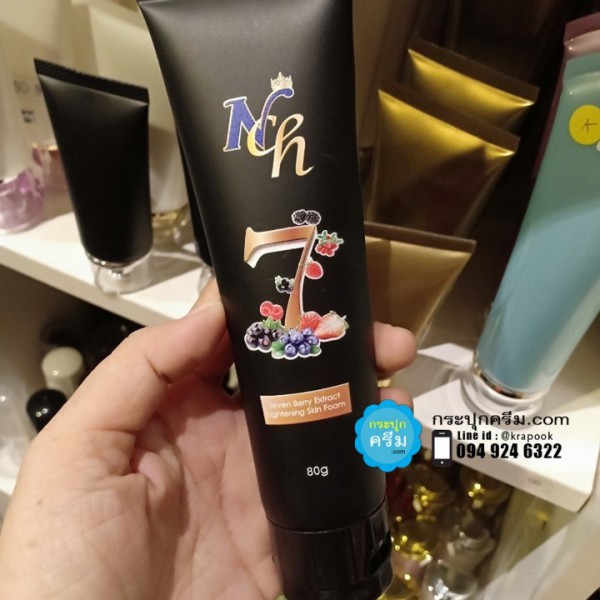 Nch
7
Seven Berry Extract
Brightening Skin Foam
80g
กระปุก
ครีม
.com
กระปุกครีม.com
Line id : @krapook
094 924 6322